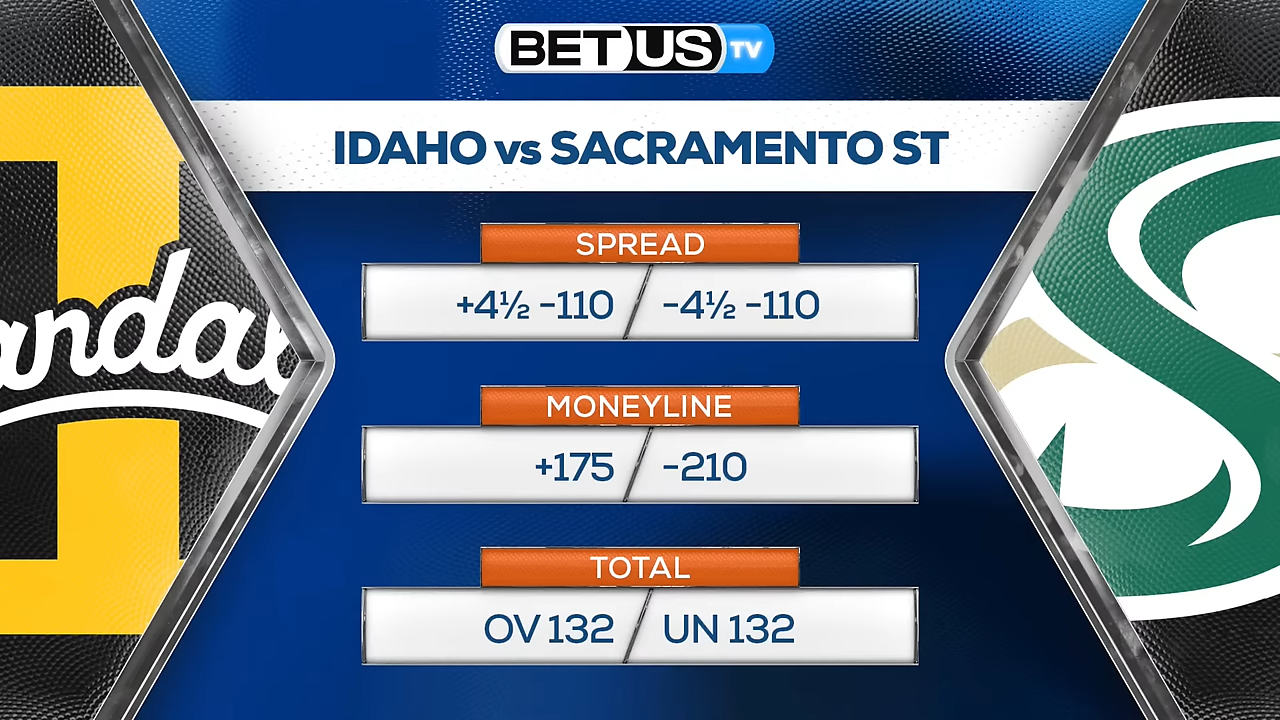 BETUS TV
IDAHO vs SACRAMENTO ST
SPREAD
+4½ -110 / -4½ -110
MONEYLINE
+175 / -210
TOTAL
OV 132 / UN 132
andal